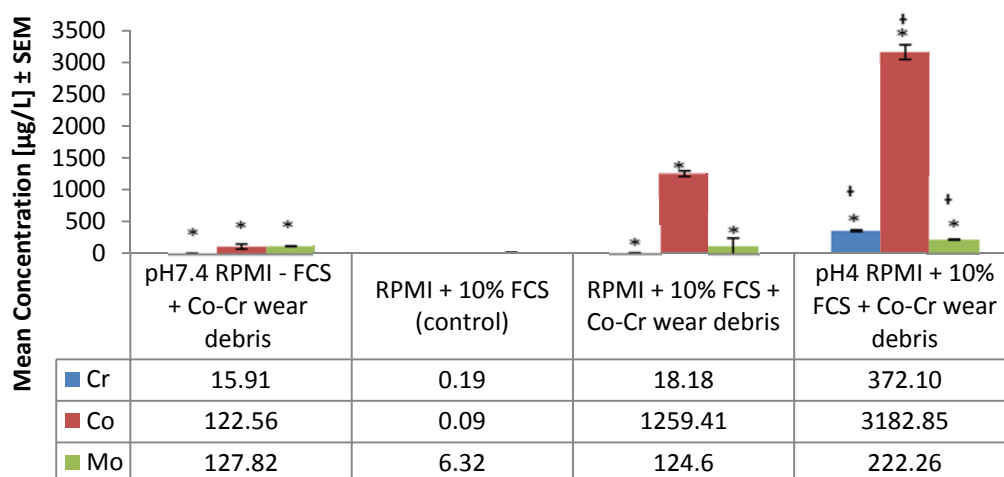 Mean Concentration [µg/L] ± SEM
3500
3000
2500
2000
1500
1000
500
0
* * *
* * *
ⱡ ⱡ ⱡ
* * *
pH7.4 RPMI - FCS
+ Co-Cr wear
debris
RPMI + 10% FCS
(control)
RPMI + 10% FCS +
Co-Cr wear debris
pH4 RPMI + 10%
FCS + Co-Cr wear
debris
Cr 15.91 0.19 18.18 372.10
Co 122.56 0.09 1259.41 3182.85
Mo 127.82 6.32 124.6 222.26